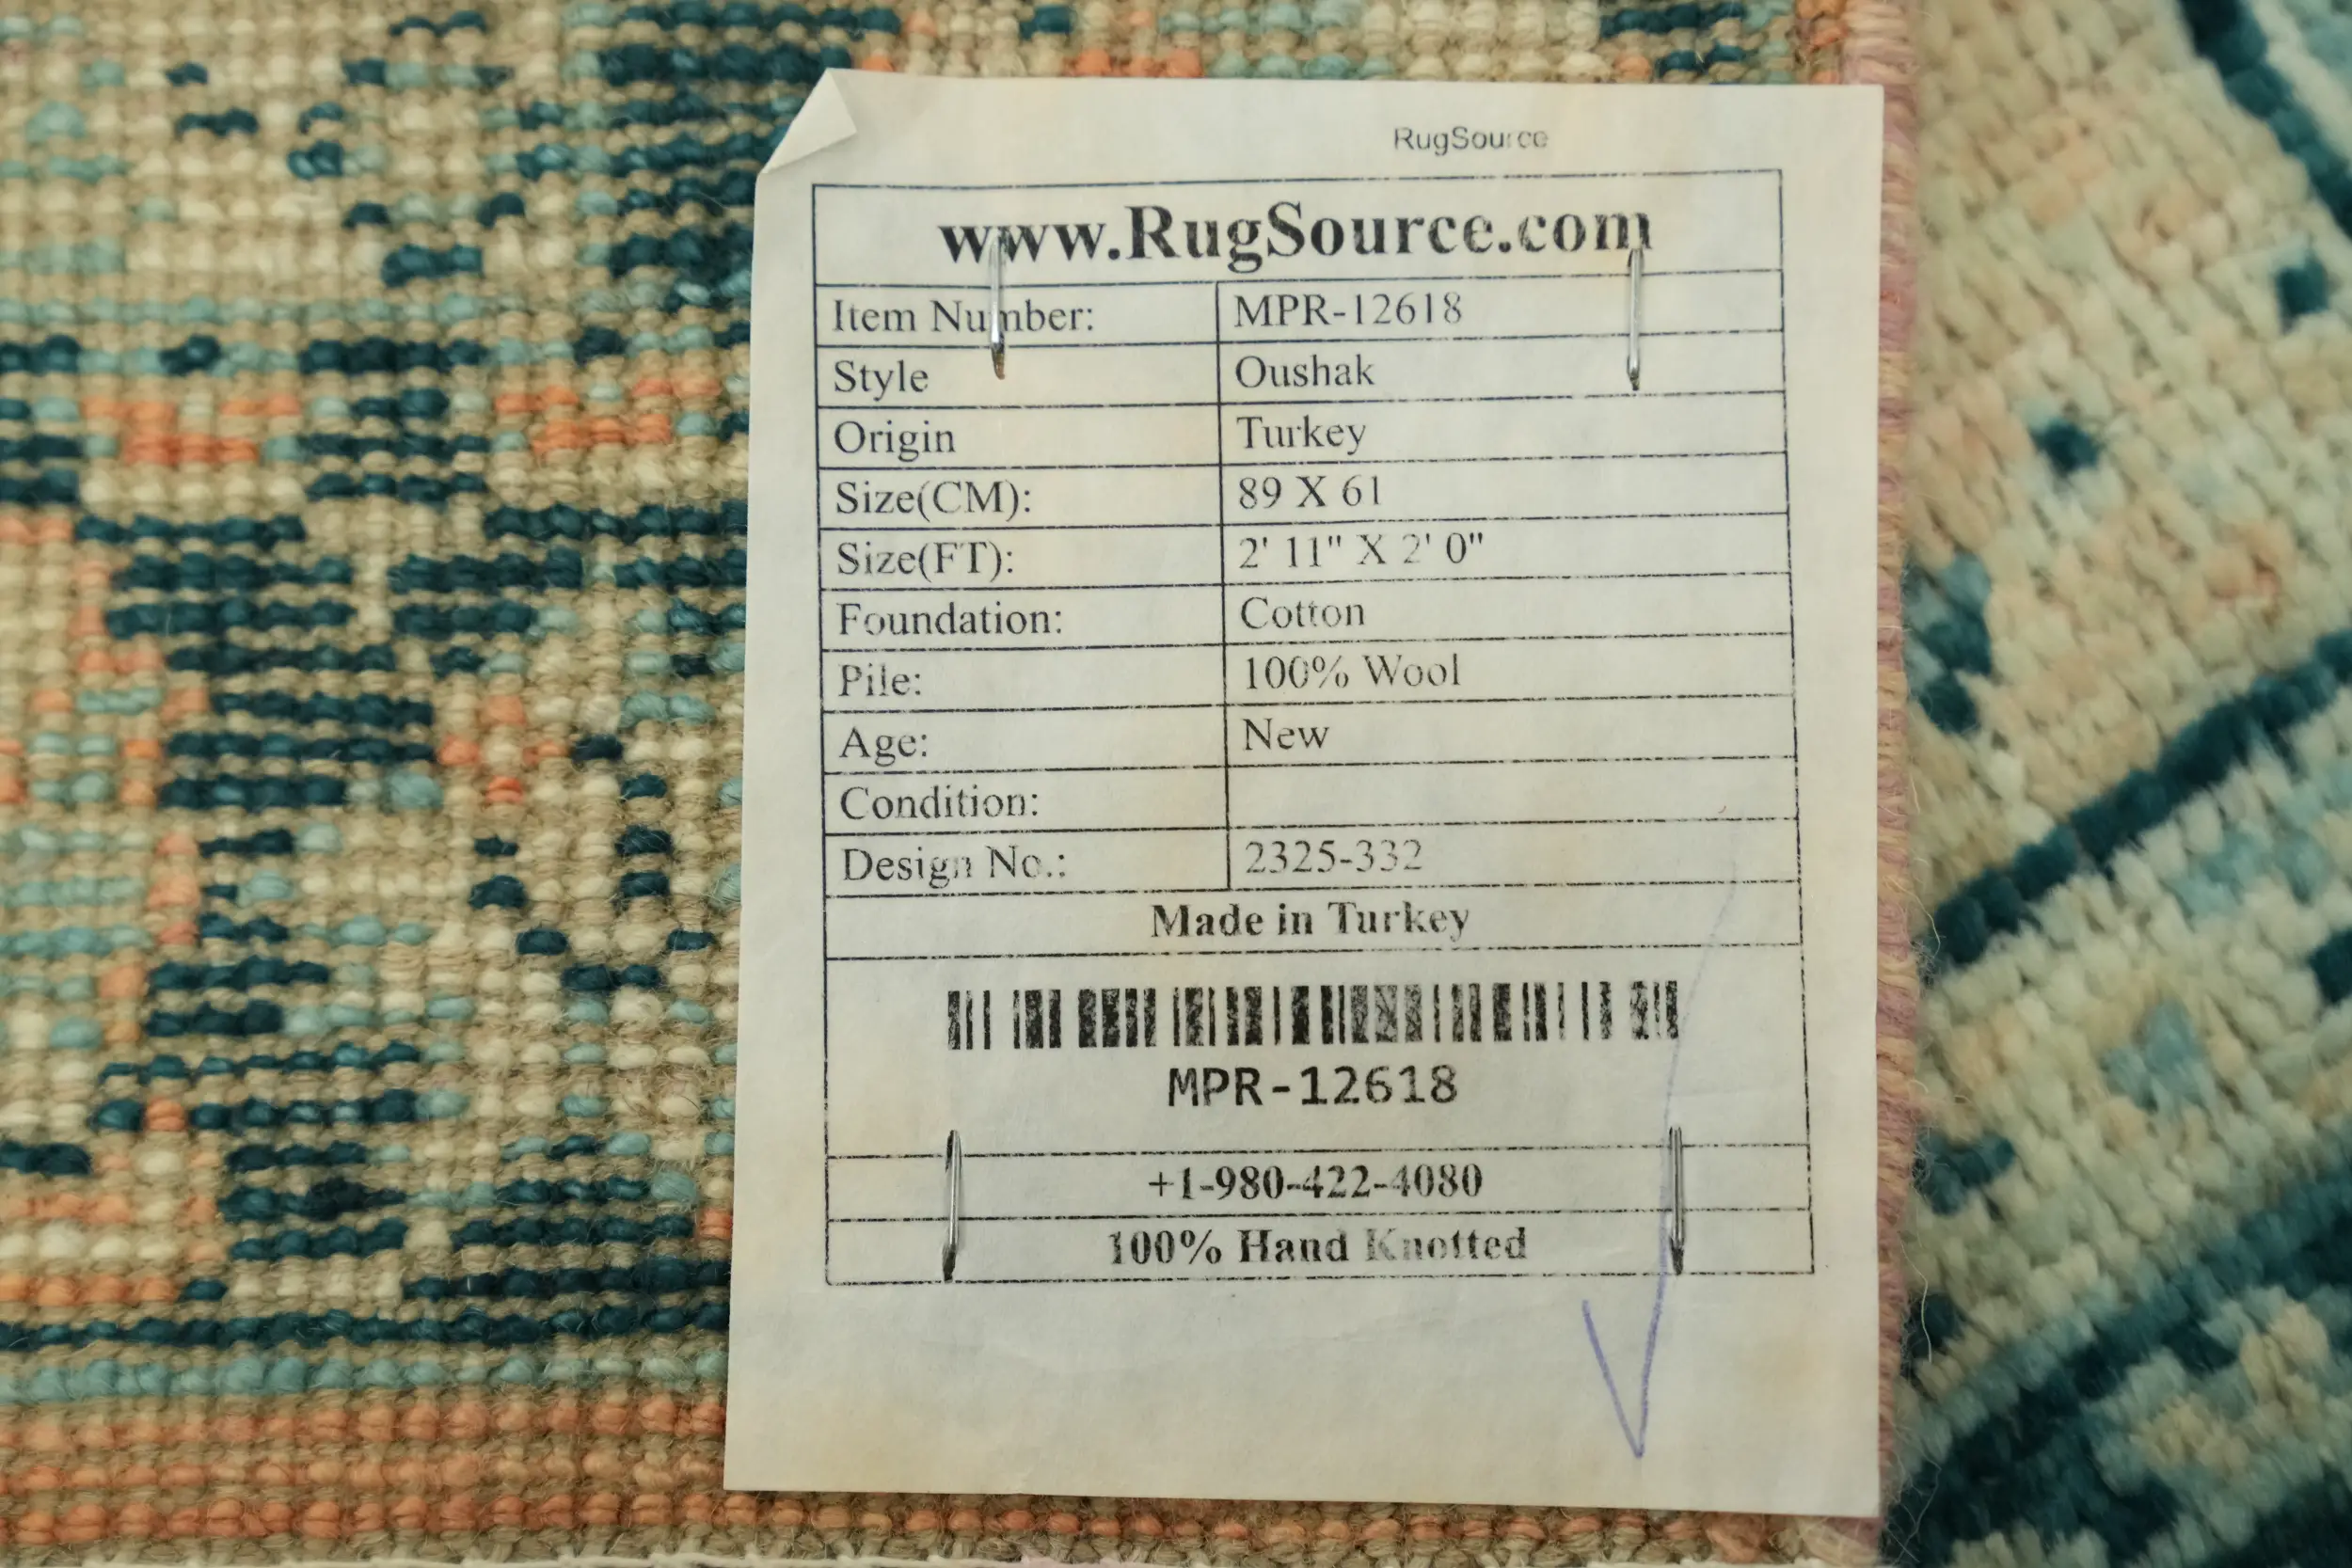 RugSource
www.RugSource.com
Item Number: MPR-12618
Style Oushak
Origin Turkey
Size(CM): 89 X 61
Size(FT): 2' 11" X 2' 0"
Foundation: Cotton
Pile: 100% Wool
Age: New
Condition:
Design No.: 2325-332
Made in Turkey
MPR-12618
+1-980-422-4080
100% Hand Knotted